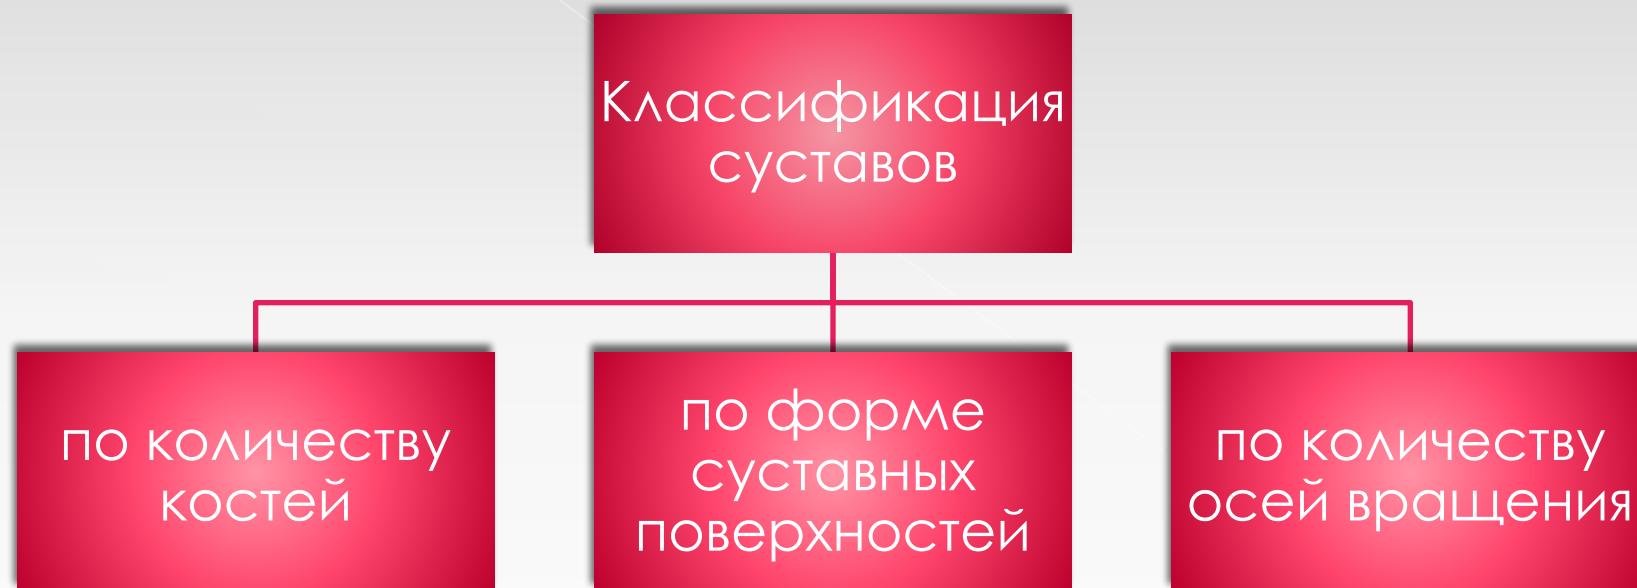 Классификация
суставов
по количеству
костей
по форме
суставных
поверхностей
по количеству
осей вращения